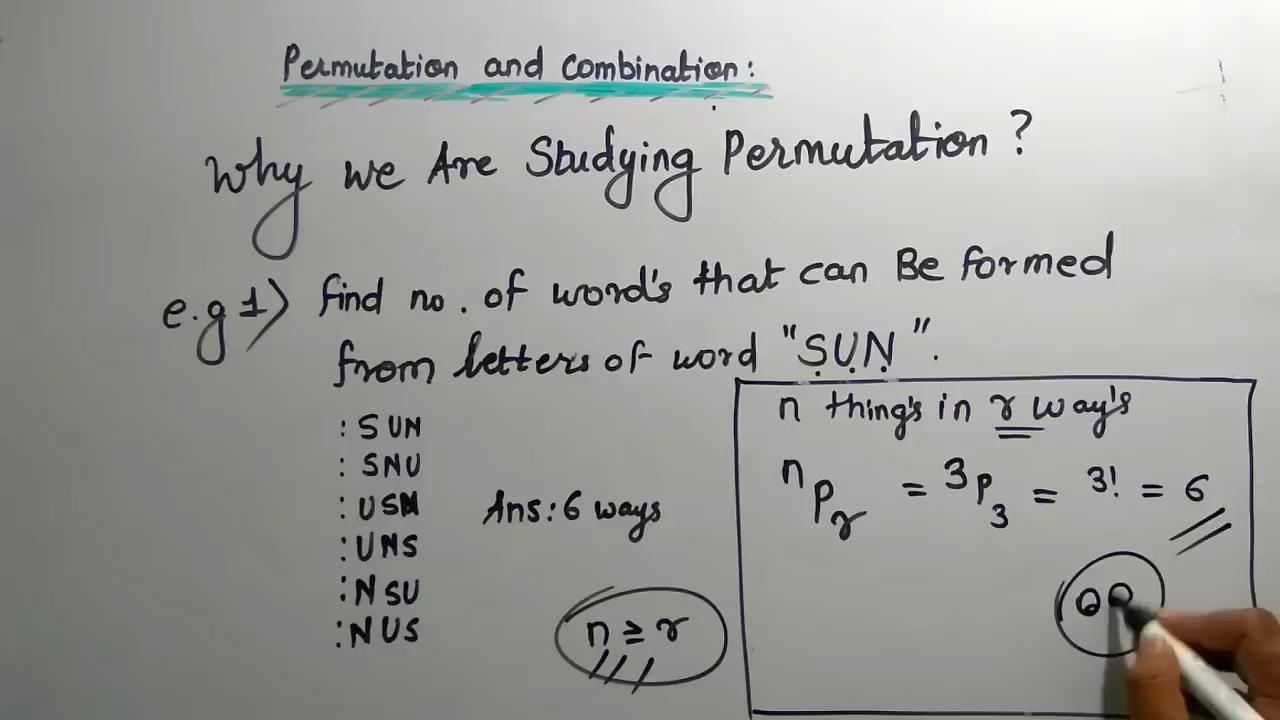 Permutation and Combination:
Why we Are Studying Permutation ?
e.g 1) find no. of word's that can Be formed
from letters of word "SUN".
: SUN
: SNU
: USN
: UNS
: NSU
: NUS
Ans: 6 ways
n ≥ r
n thing's in r way's
ⁿPᵣ = ³P₃ = 3! = 6